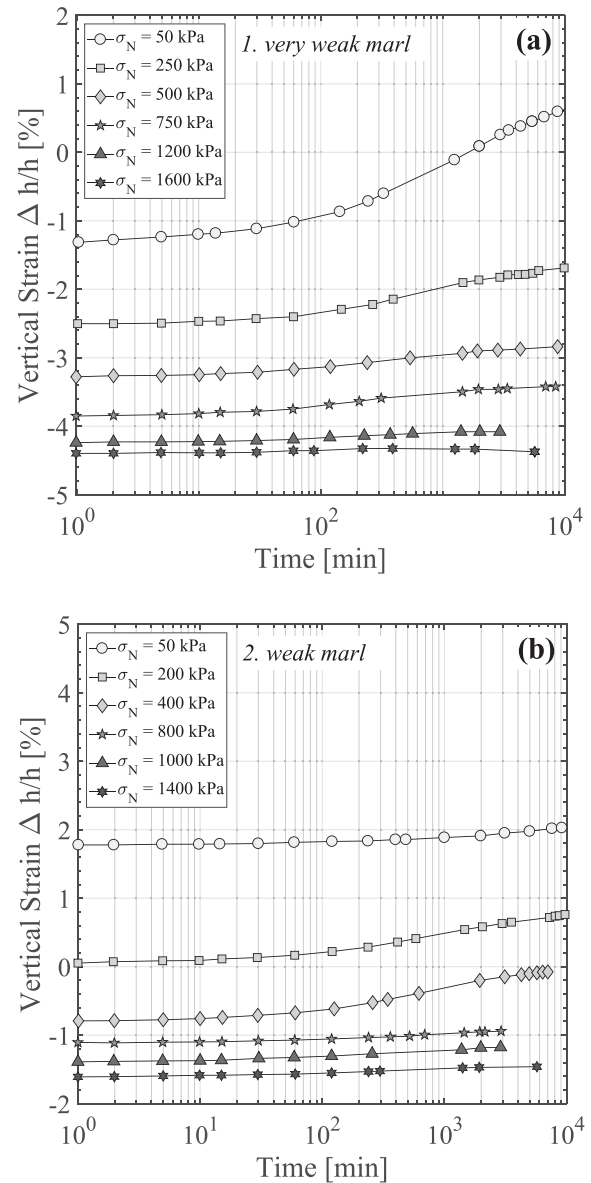 (a)
1. very weak marl
σN = 50 kPa
σN = 250 kPa
σN = 500 kPa
σN = 750 kPa
σN = 1200 kPa
σN = 1600 kPa
Vertical Strain Δ h/h [%]
2
1
0
-1
-2
-3
-4
-5
10^0
10^2
10^4
Time [min]
(b)
2. weak marl
σN = 50 kPa
σN = 200 kPa
σN = 400 kPa
σN = 800 kPa
σN = 1000 kPa
σN = 1400 kPa
Vertical Strain Δ h/h [%]
5
4
3
2
1
0
-1
-2
10^0
10^1
10^2
10^3
10^4
Time [min]